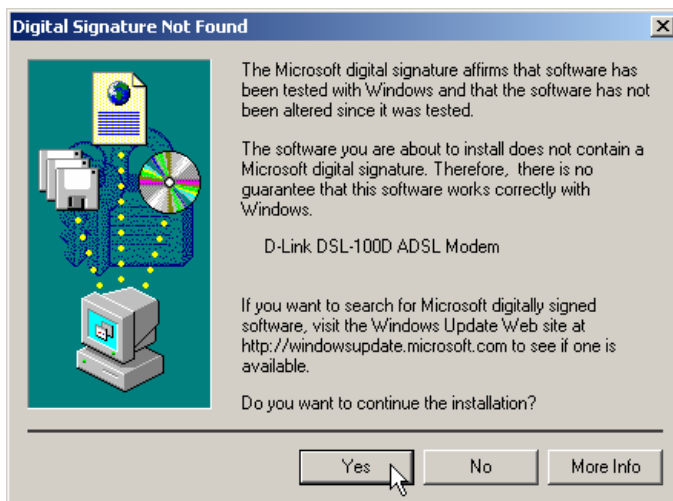 Digital Signature Not Found
The Microsoft digital signature affirms that software has
been tested with Windows and that the software has not
been altered since it was tested.
The software you are about to install does not contain a
Microsoft digital signature. Therefore,  there is no
guarantee that this software works correctly with
Windows.
D-Link DSL-100D ADSL Modem
If you want to search for Microsoft digitally signed
software, visit the Windows Update Web site at
http://windowsupdate.microsoft.com to see if one is
available.
Do you want to continue the installation?
Yes No More Info